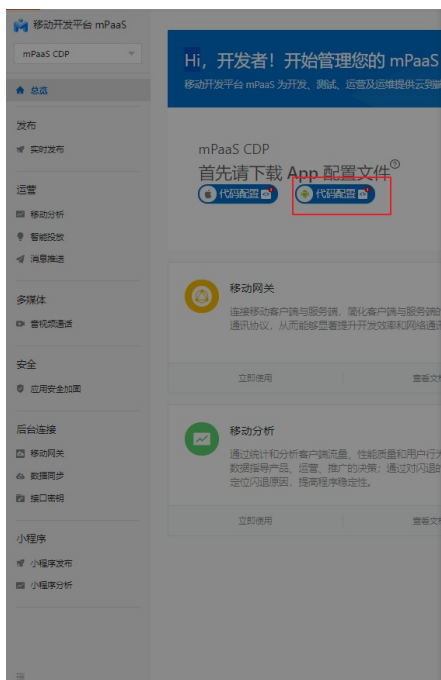 移动开发平台 mPaaS
mPaaS CDP
总览
发布
实时发布
运营
移动分析
智能投放
消息推送
多媒体
音视频通话
安全
应用安全加固
后台连接
移动网关
数据同步
接口密钥
小程序
小程序发布
小程序分析
Hi，开发者！开始管理您的 mPaaS
移动开发平台 mPaaS 为开发、测试、运营及运维提供云到端
mPaaS CDP
首先请下载 App 配置文件
代码配置
代码配置
移动网关
连接移动客户端与服务端，简化客户端与服务端的
通讯协议，从而能够显著提升开发效率和网络通讯
立即使用
查看文
移动分析
通过统计和分析客户端流量、性能质量和用户行为
数据指导产品、运营、推广的决策；通过对闪退的
定位闪退原因，提高程序稳定性。
立即使用
查看文